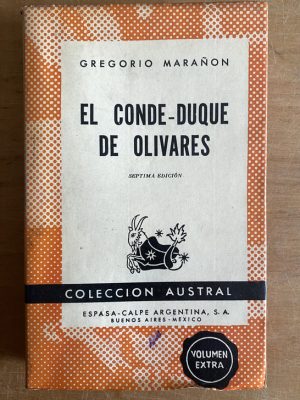 GREGORIO MARAÑON
EL CONDE-DUQUE
DE OLIVARES
SEPTIMA EDICIÓN
COLECCION AUSTRAL
ESPASA-CALPE ARGENTINA, S. A.
BUENOS AIRES - MEXICO
VOLUMEN
EXTRA